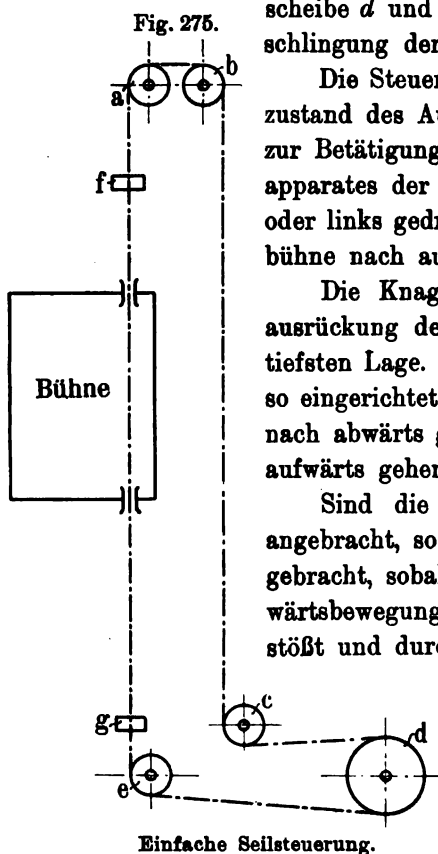 Fig. 275.
a
b
f
Bühne
g
e
c
d
Einfache Seilsteuerung.
scheibe d und
schlingung der
Die Steuer
zustand des Au
zur Betätigung
apparates der
oder links gedr
bühne nach au
Die Knag
ausrückung de
tiefsten Lage.
so eingerichtet
nach abwärts g
aufwärts gehen
Sind die
angebracht, so
gebracht, sobal
wärtsbewegung
stößt und durc